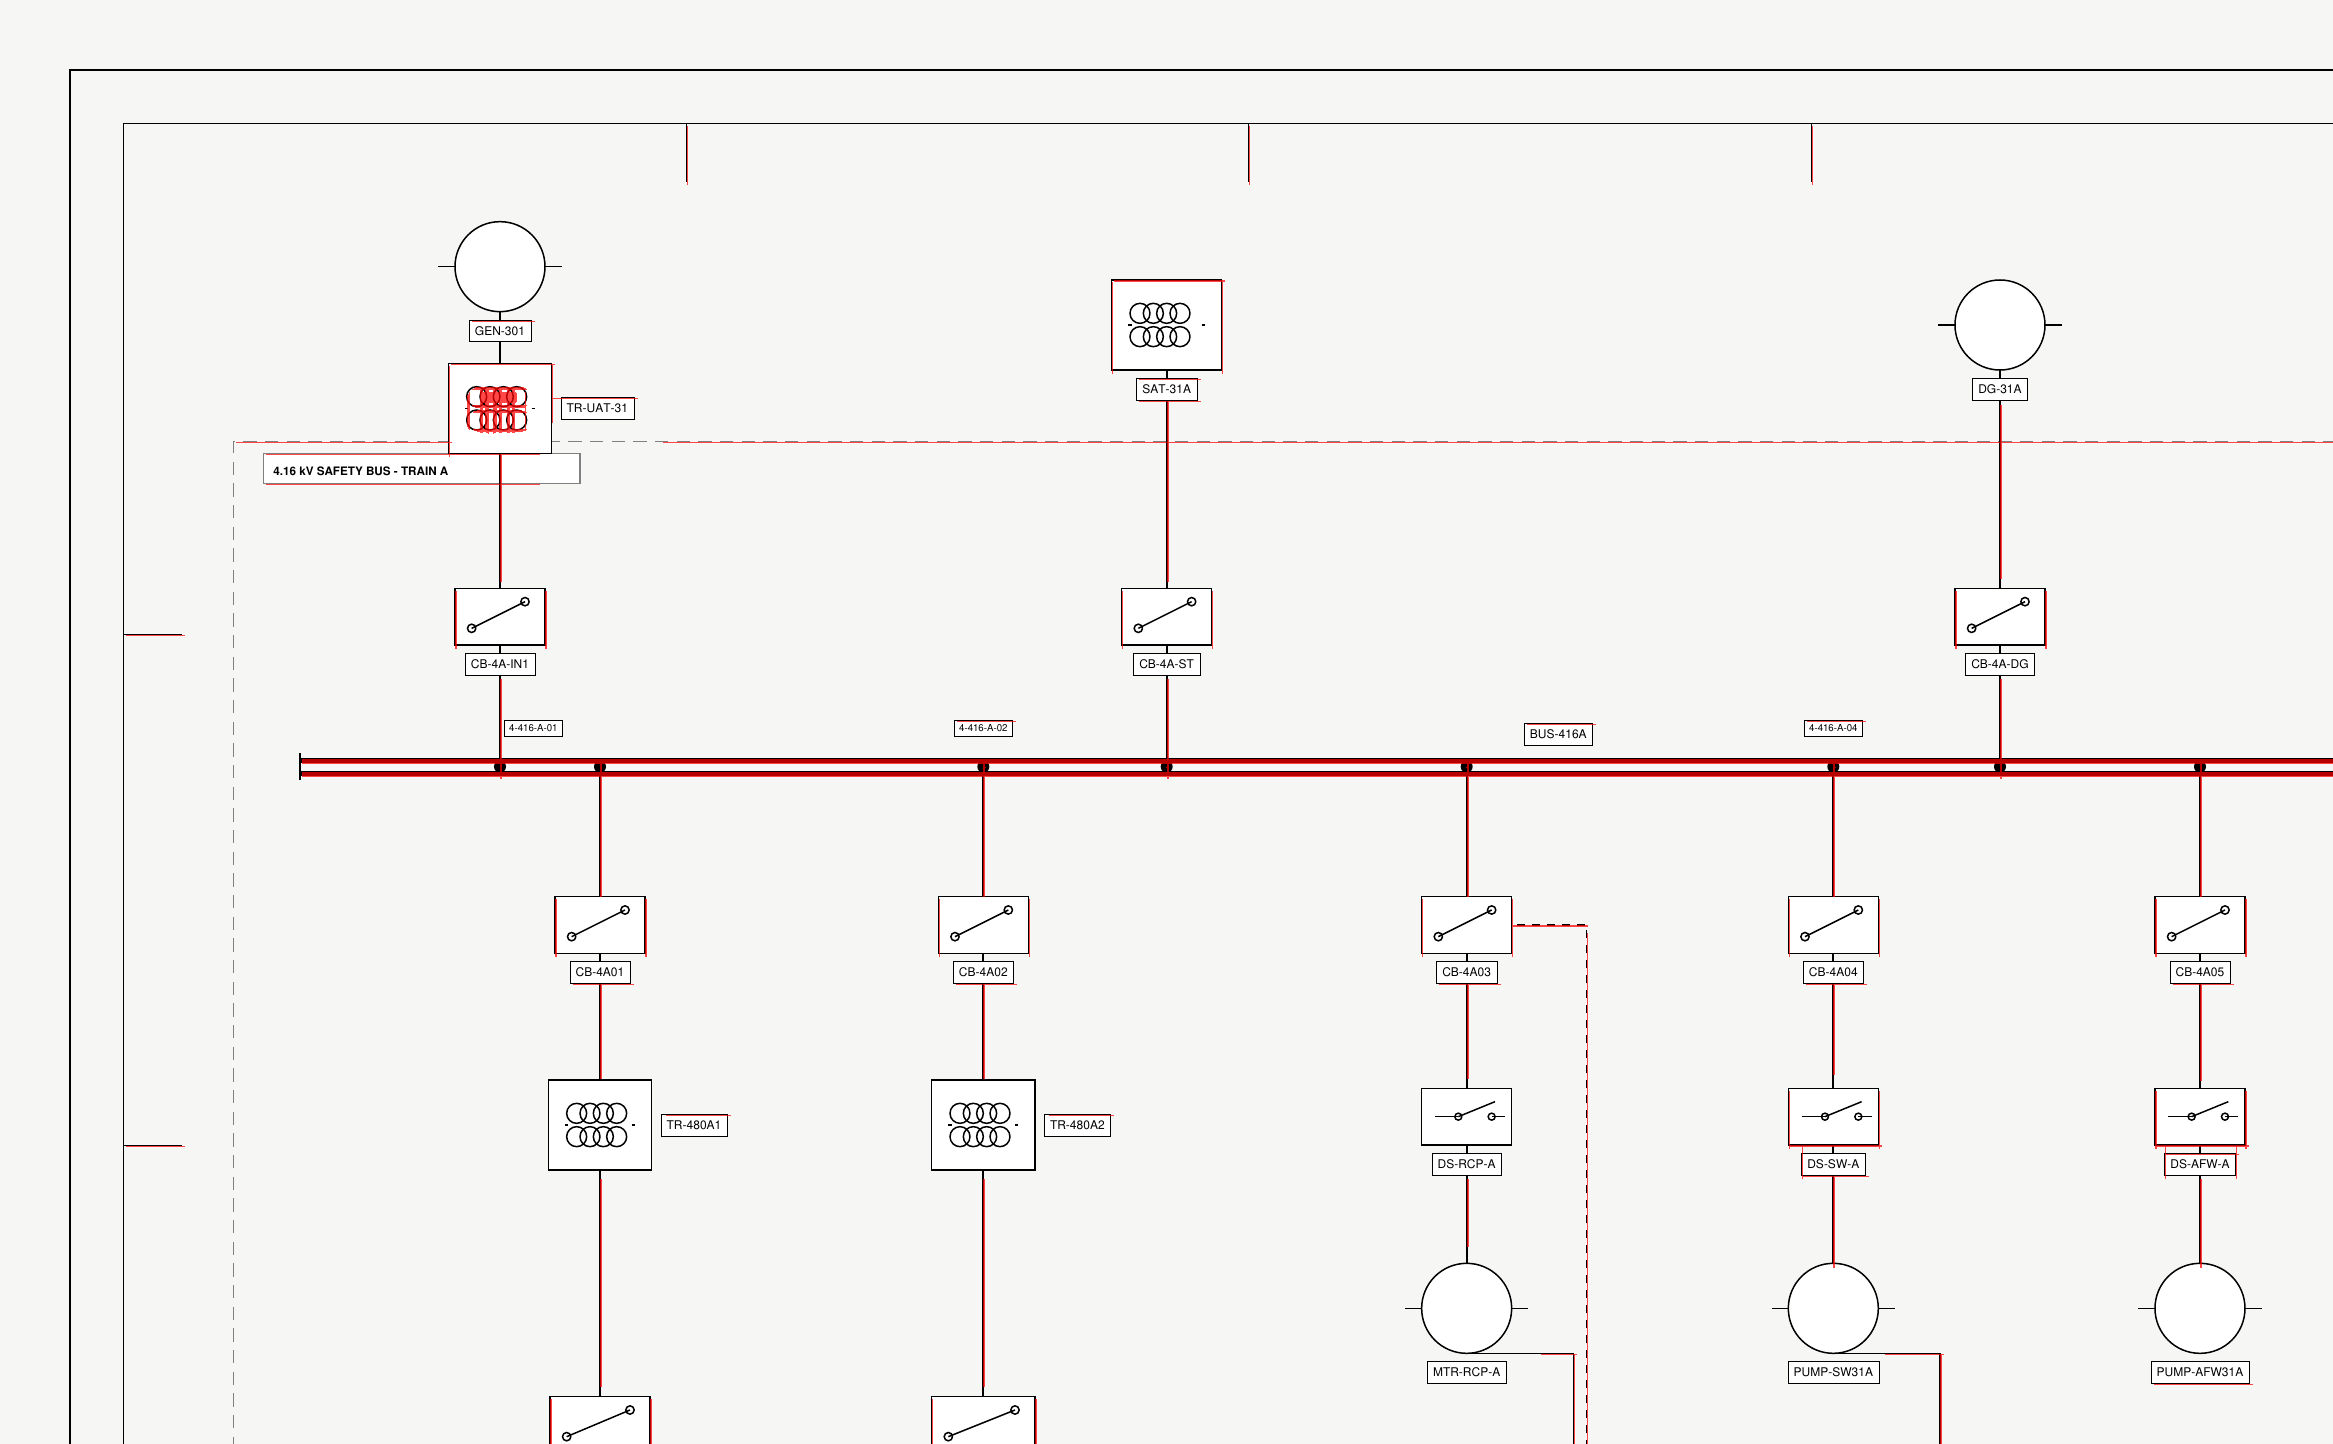 GEN-301
SAT-31A
DG-31A
TR-UAT-31
4.16 kV SAFETY BUS - TRAIN A
CB-4A-IN1
CB-4A-ST
CB-4A-DG
4-416-A-01
4-416-A-02
BUS-416A
4-416-A-04
CB-4A01
CB-4A02
CB-4A03
CB-4A04
CB-4A05
TR-480A1
TR-480A2
DS-RCP-A
DS-SW-A
DS-AFW-A
MTR-RCP-A
PUMP-SW31A
PUMP-AFW31A